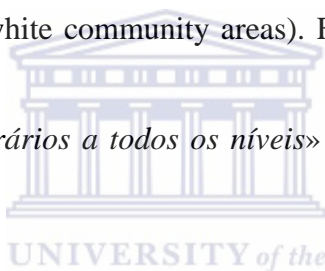 white community areas).
rários a todos os níveis»
UNIVERSITY of the